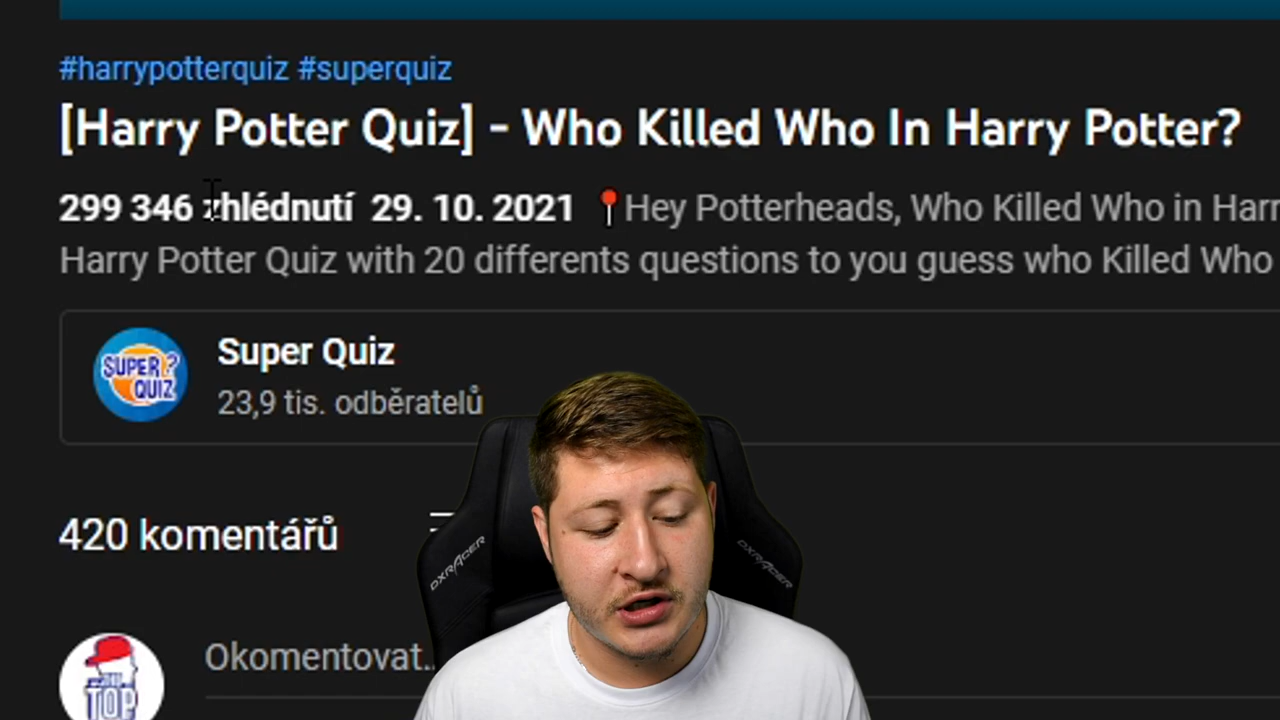 #harrypotterquiz #superquiz
[Harry Potter Quiz] - Who Killed Who In Harry Potter?
299 346 zhlédnutí 29. 10. 2021 📍Hey Potterheads, Who Killed Who in Harr
Harry Potter Quiz with 20 differents questions to you guess who Killed Who
SUPER ?
QUIZ
Super Quiz
23,9 tis. odběratelů
420 komentářů
DXRACER
DXRACER
Okomentovat..
TOP